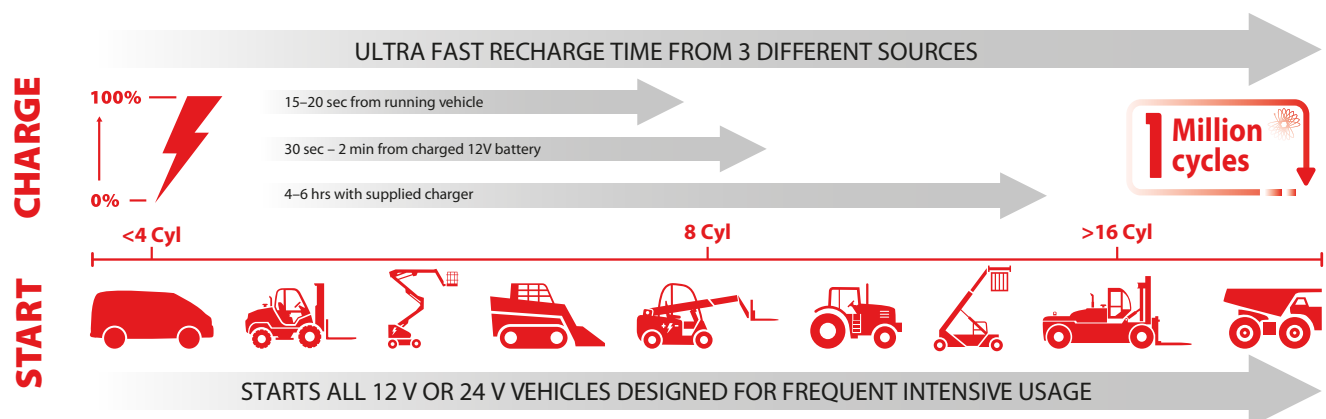 ULTRA FAST RECHARGE TIME FROM 3 DIFFERENT SOURCES
CHARGE
100%
0%
15–20 sec from running vehicle
30 sec – 2 min from charged 12V battery
4–6 hrs with supplied charger
1 Million
cycles
<4 Cyl
8 Cyl
>16 Cyl
START
STARTS ALL 12 V OR 24 V VEHICLES DESIGNED FOR FREQUENT INTENSIVE USAGE